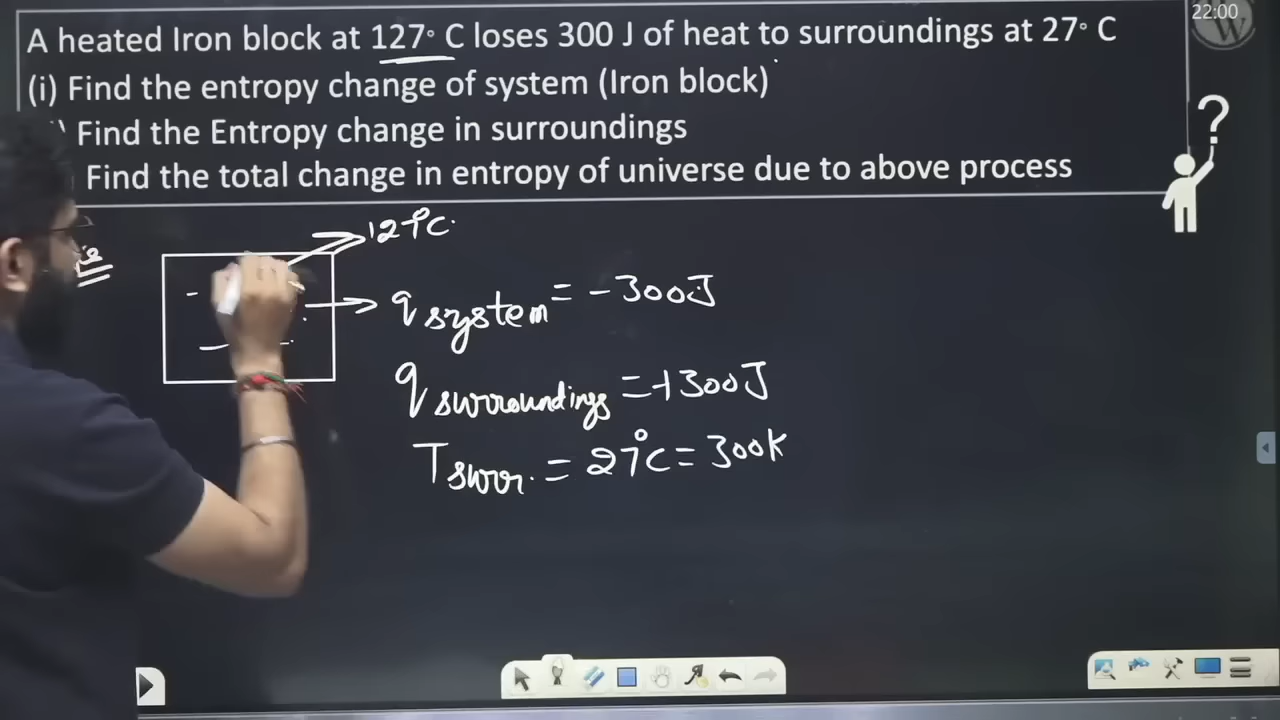 22:00
A heated Iron block at 127° C loses 300 J of heat to surroundings at 27° C
(i) Find the entropy change of system (Iron block)
) Find the Entropy change in surroundings
Find the total change in entropy of universe due to above process
?
127°C.
q system = - 300J
q surroundings = +300J
T surr. = 27°C = 300K